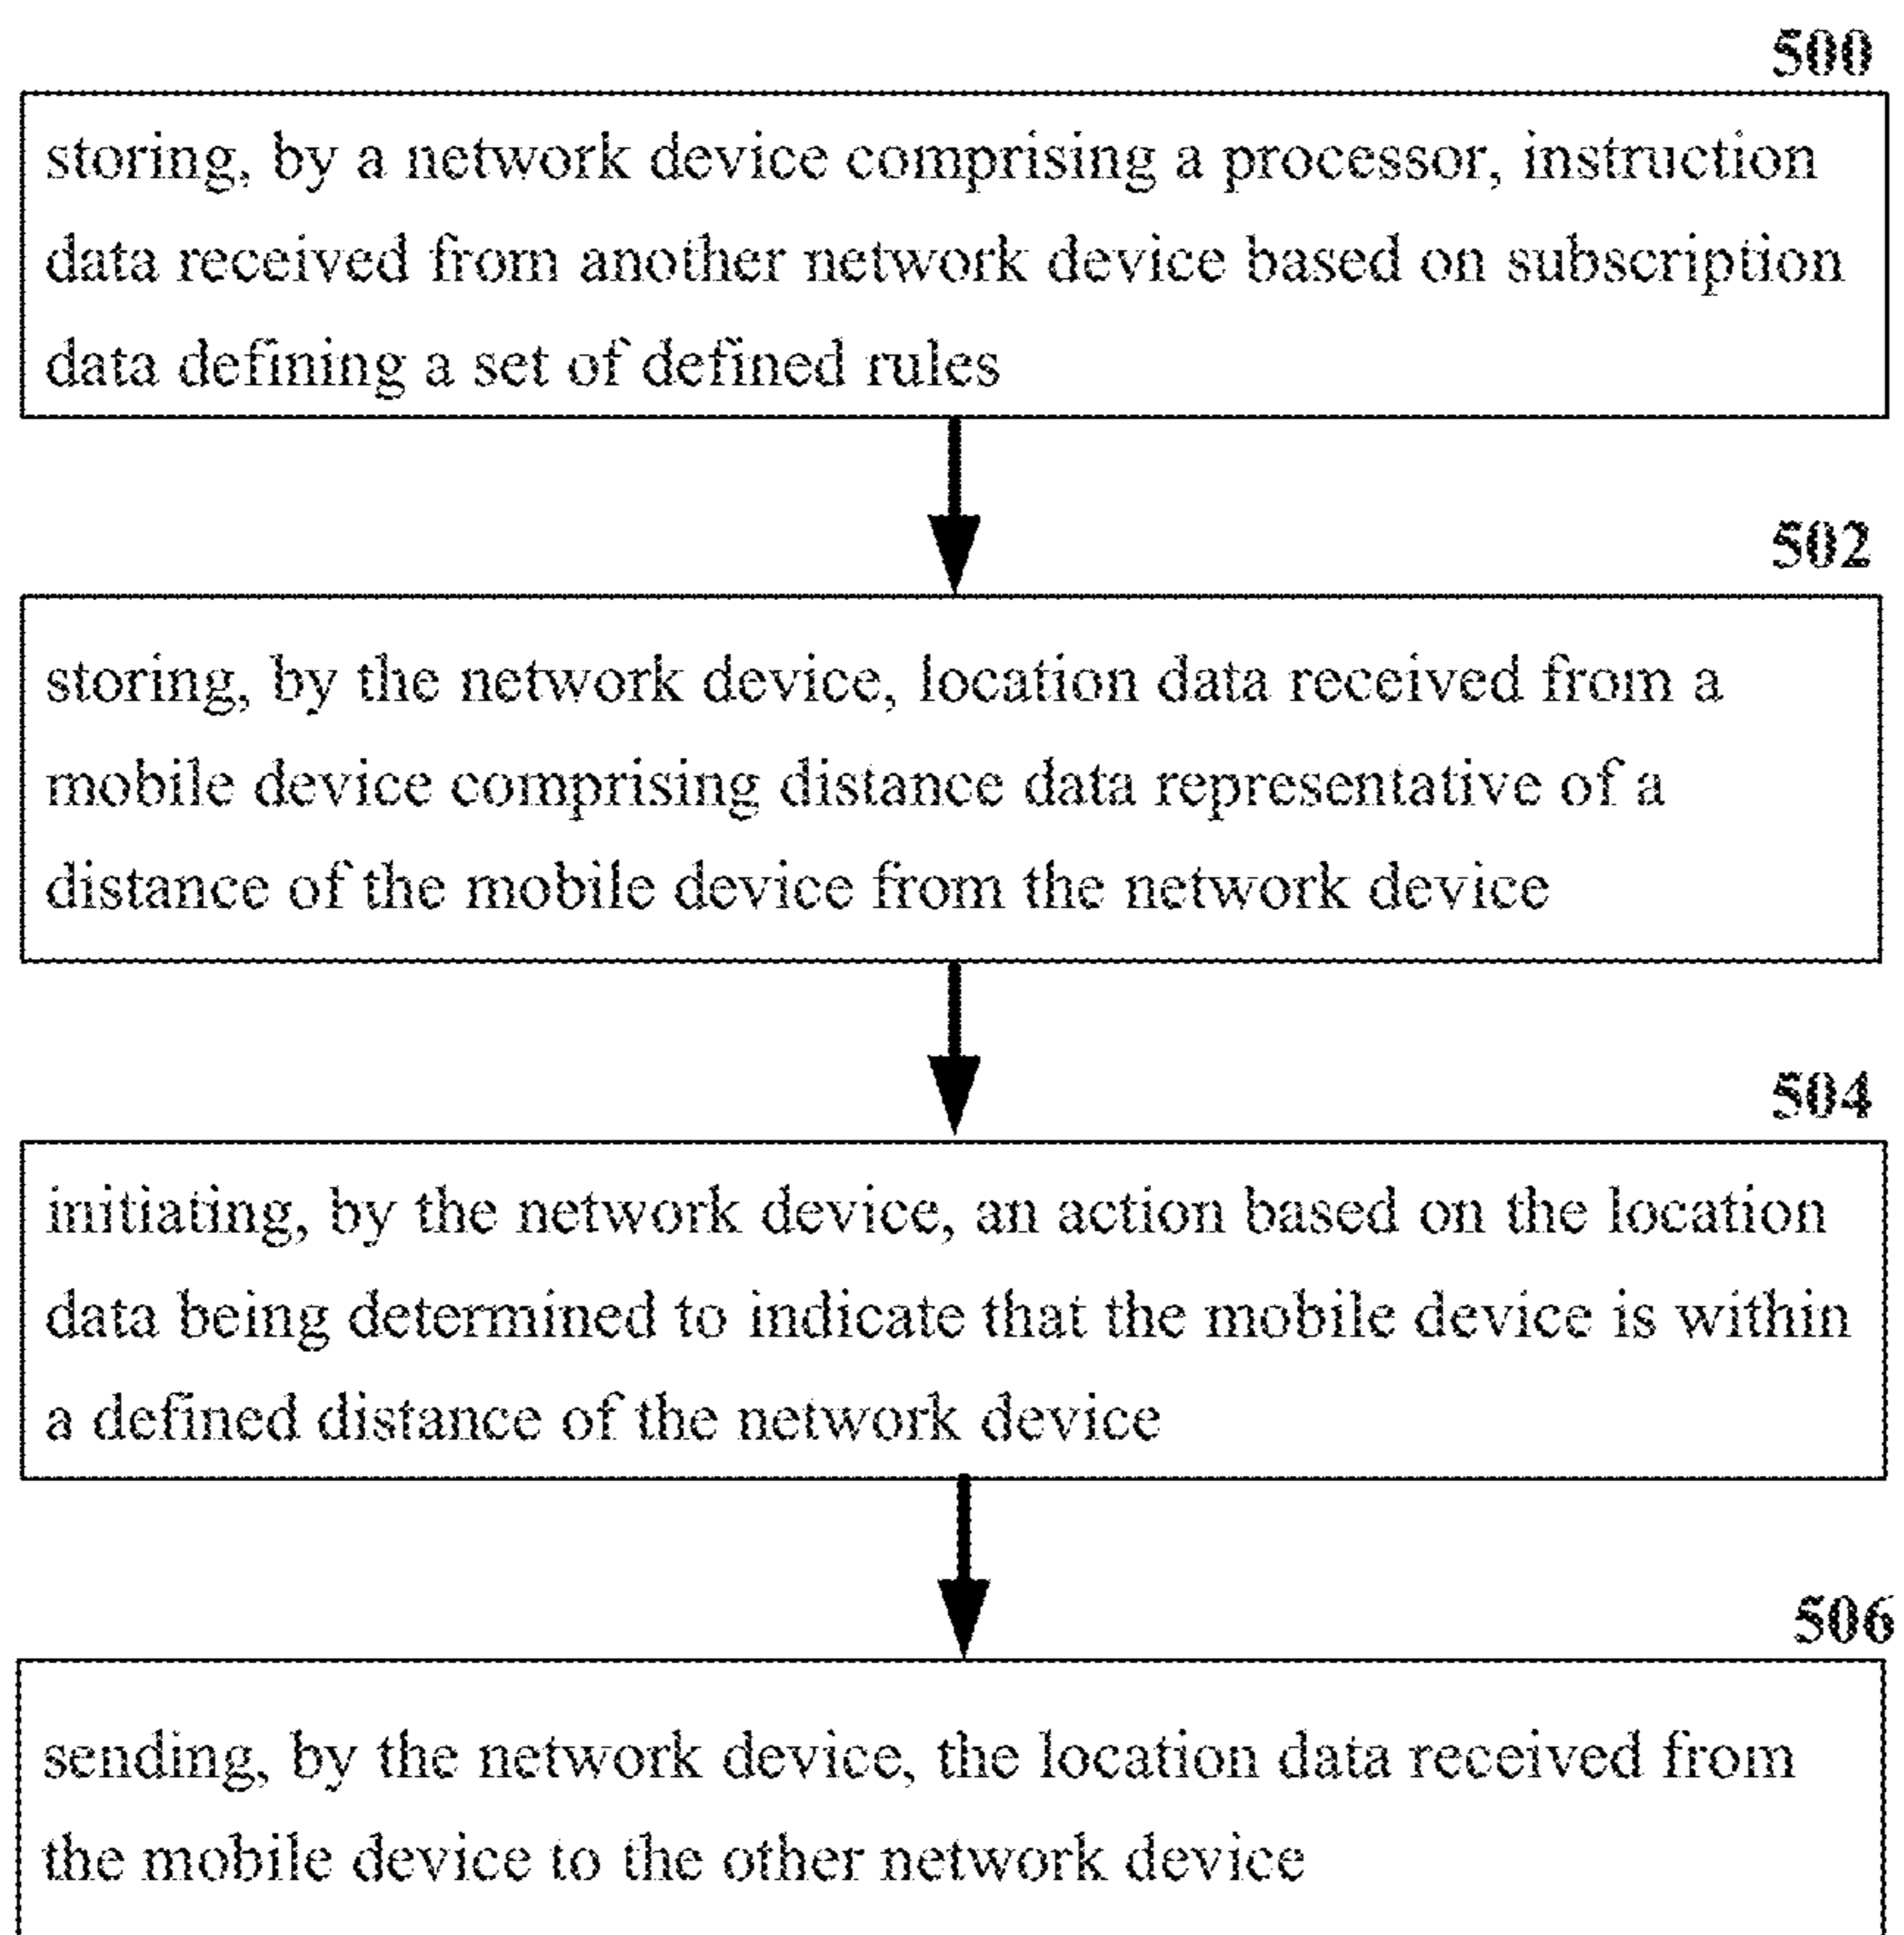 500
storing, by a network device comprising a processor, instruction
data received from another network device based on subscription
data defining a set of defined rules
502
storing, by the network device, location data received from a
mobile device comprising distance data representative of a
distance of the mobile device from the network device
504
initiating, by the network device, an action based on the location
data being determined to indicate that the mobile device is within
a defined distance of the network device
506
sending, by the network device, the location data received from
the mobile device to the other network device